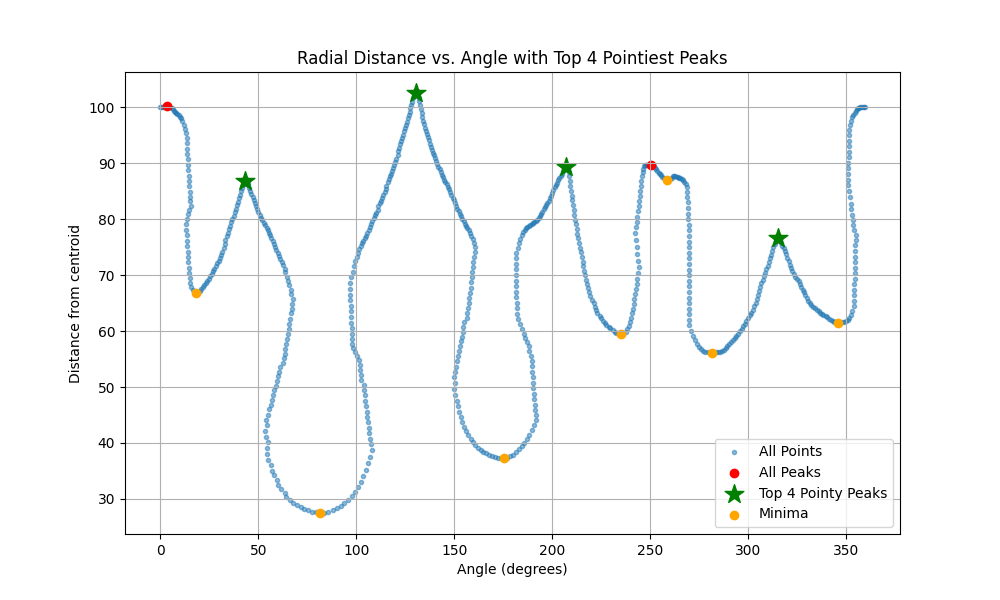 Radial Distance vs. Angle with Top 4 Pointiest Peaks
Distance from centroid
100
90
80
70
60
50
40
30
0 50 100 150 200 250 300 350
Angle (degrees)
All Points
All Peaks
Top 4 Pointy Peaks
Minima